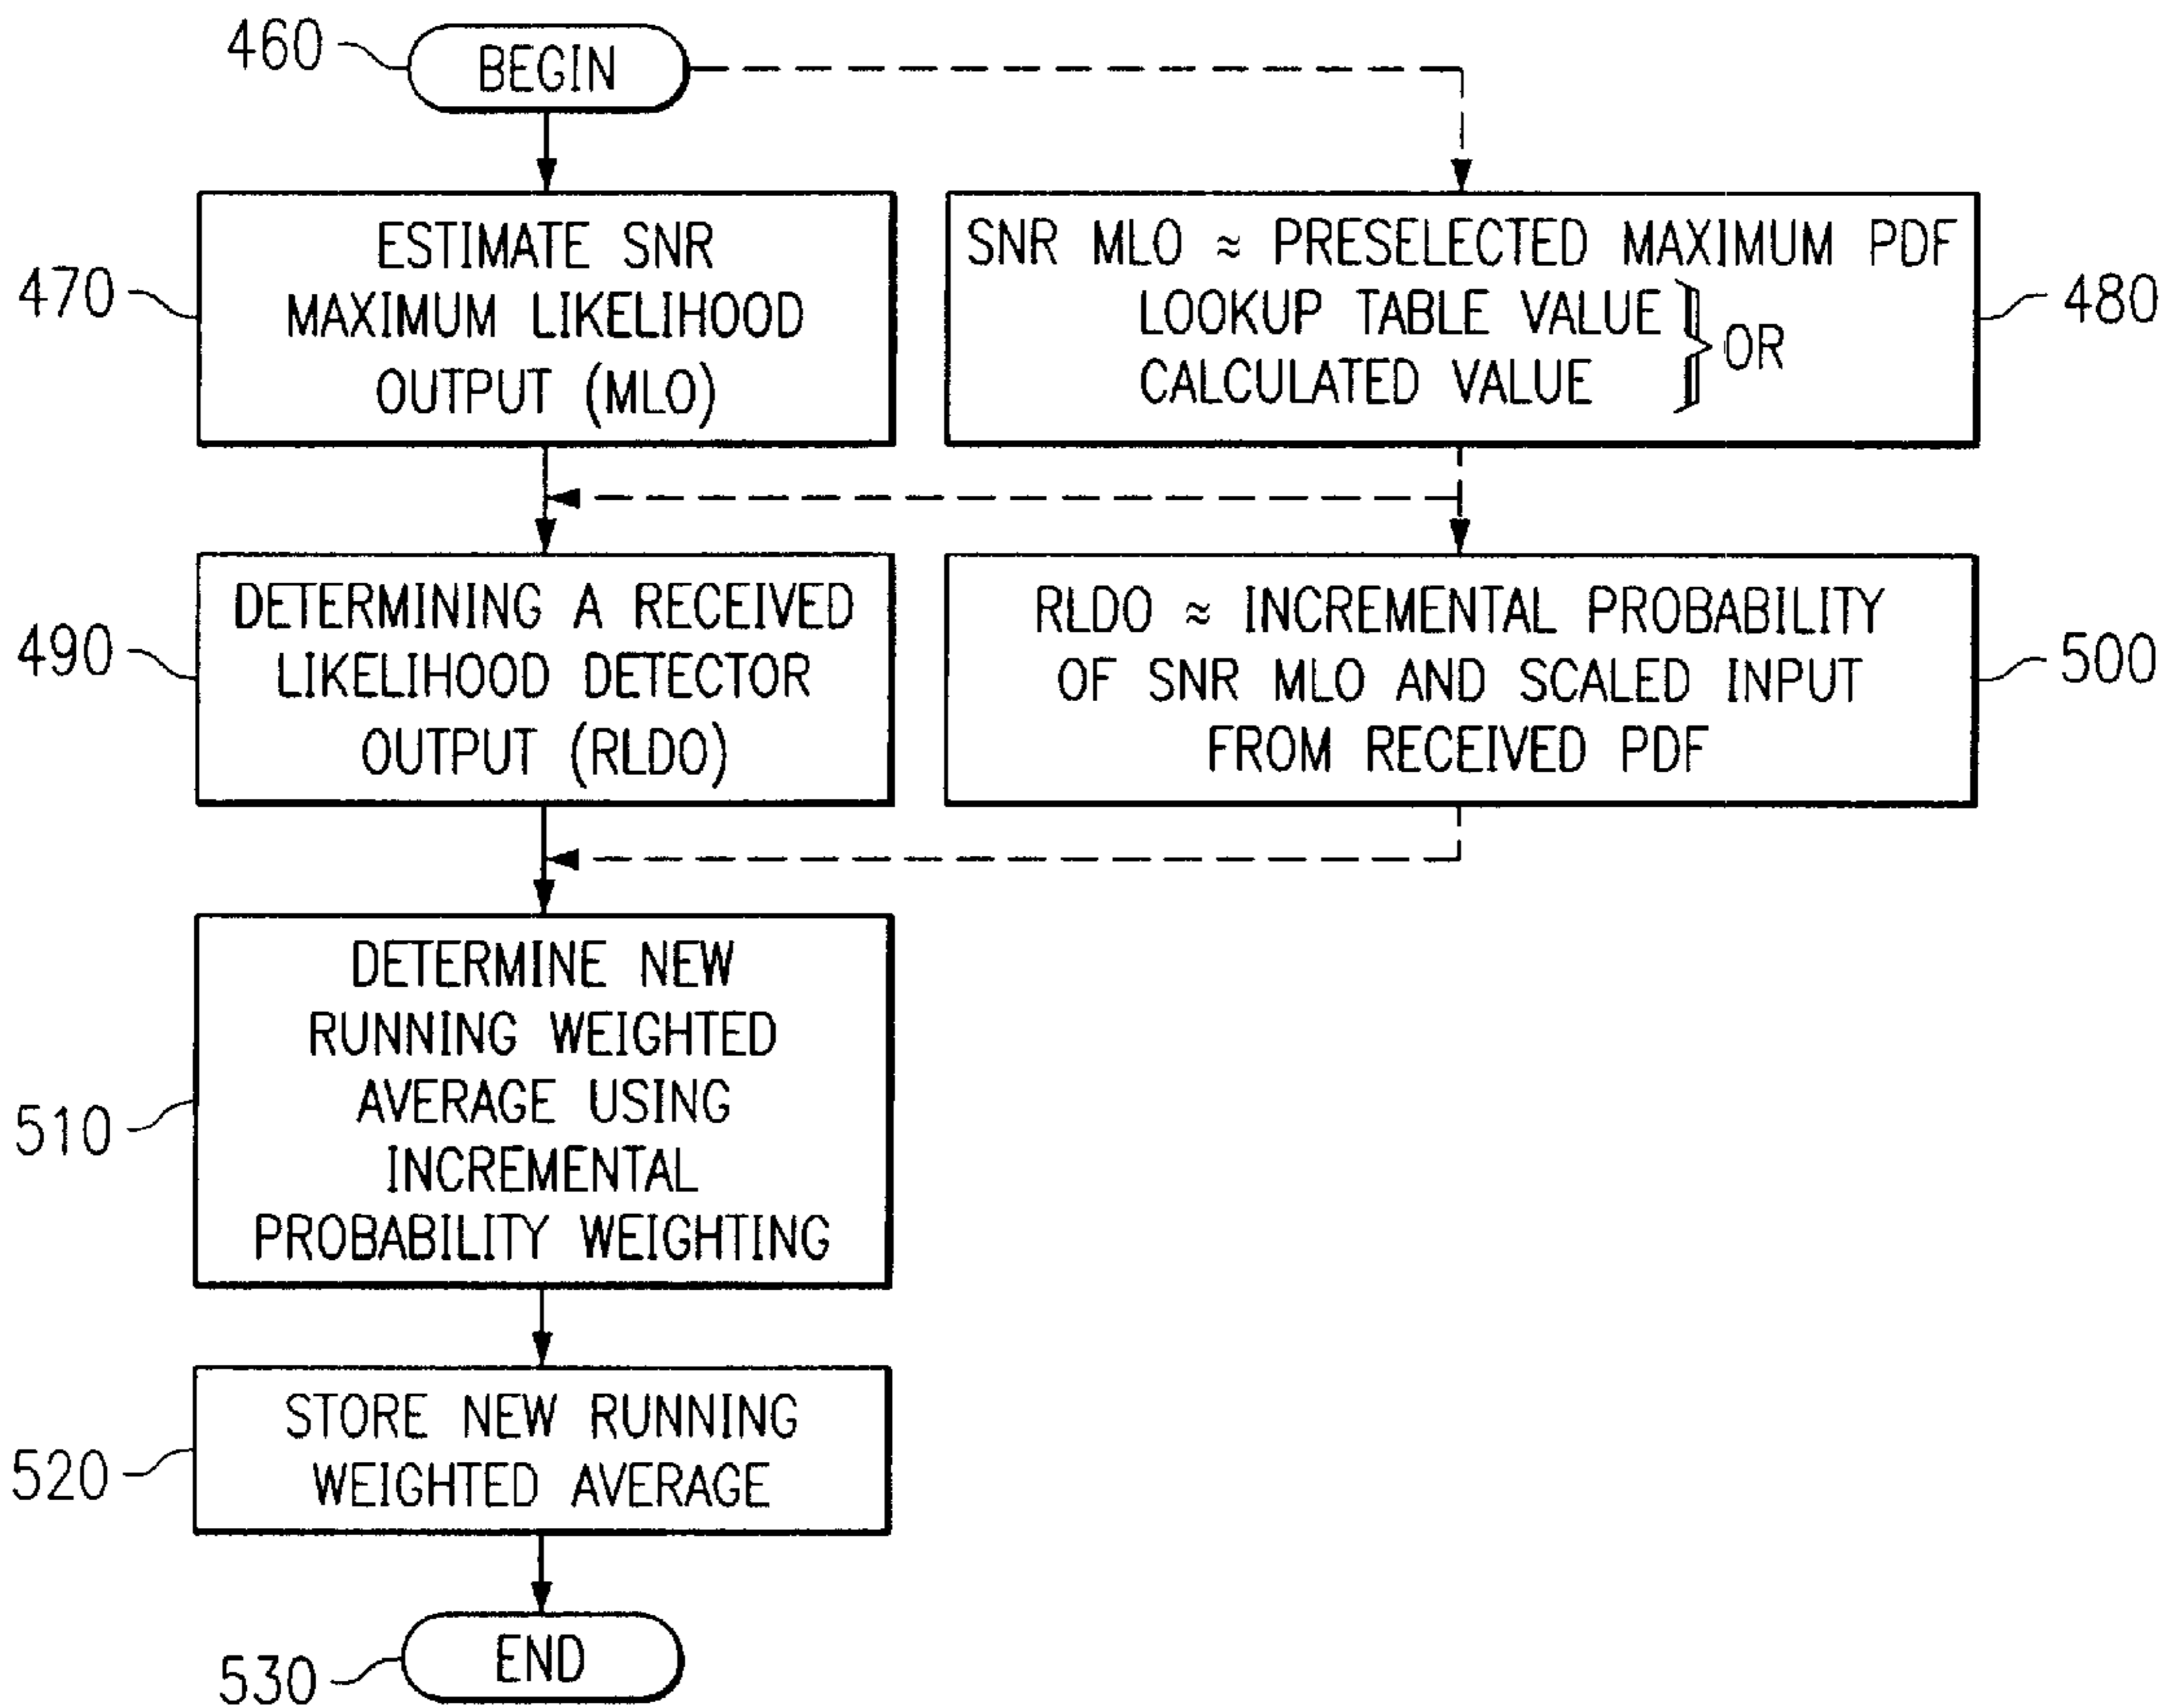 460
BEGIN
470
ESTIMATE SNR
MAXIMUM LIKELIHOOD
OUTPUT (MLO)
SNR MLO ≈ PRESELECTED MAXIMUM PDF
LOOKUP TABLE VALUE
CALCULATED VALUE
OR
480
490
DETERMINING A RECEIVED
LIKELIHOOD DETECTOR
OUTPUT (RLDO)
RLDO ≈ INCREMENTAL PROBABILITY
OF SNR MLO AND SCALED INPUT
FROM RECEIVED PDF
500
510
DETERMINE NEW
RUNNING WEIGHTED
AVERAGE USING
INCREMENTAL
PROBABILITY WEIGHTING
520
STORE NEW RUNNING
WEIGHTED AVERAGE
530
END